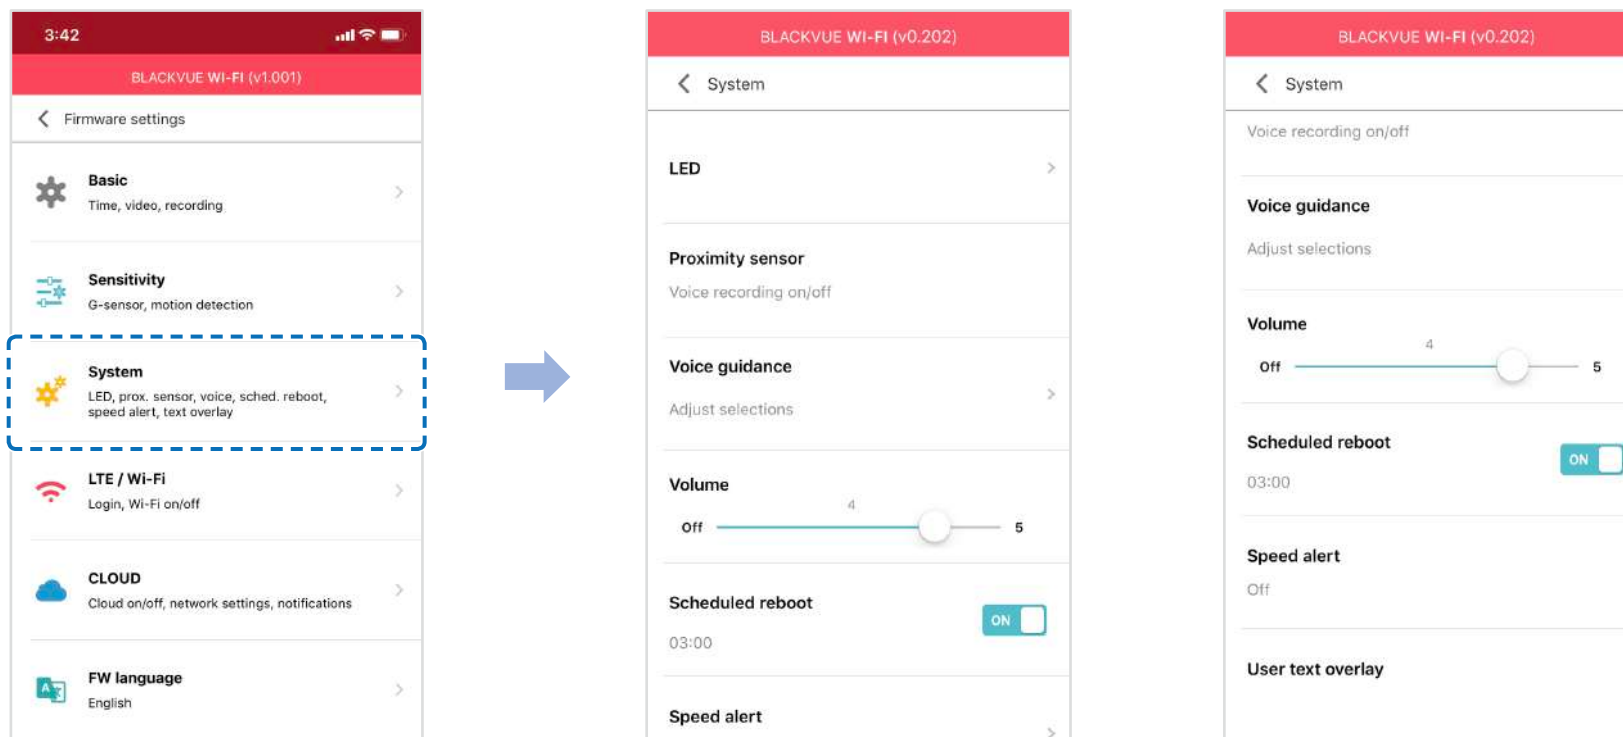 3:42
BLACKVUE WI-FI (v1.001)
Firmware settings
Basic
Time, video, recording
Sensitivity
G-sensor, motion detection
System
LED, prox. sensor, voice, sched. reboot,
speed alert, text overlay
LTE / Wi-Fi
Login, Wi-Fi on/off
CLOUD
Cloud on/off, network settings, notifications
A
FW language
English
BLACKVUE WI-FI (v0.202)
System
LED
Proximity sensor
Voice recording on/off
Voice guidance
Adjust selections
Volume
4
Off
5
Scheduled reboot
ON
03:00
Speed alert
BLACKVUE WI-FI (v0.202)
System
Voice recording on/off
Voice guidance
Adjust selections
Volume
4
Off
5
Scheduled reboot
ON
03:00
Speed alert
Off
User text overlay